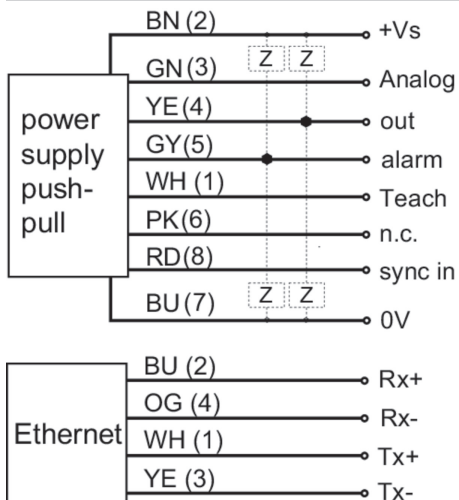 BN (2) +Vs
Z Z
GN (3) Analog
YE (4) out
GY (5) alarm
WH (1) Teach
PK (6) n.c.
RD (8) sync in
Z Z
BU (7) 0V
power
supply
push-
pull
BU (2) Rx+
OG (4) Rx-
WH (1) Tx+
YE (3) Tx-
Ethernet